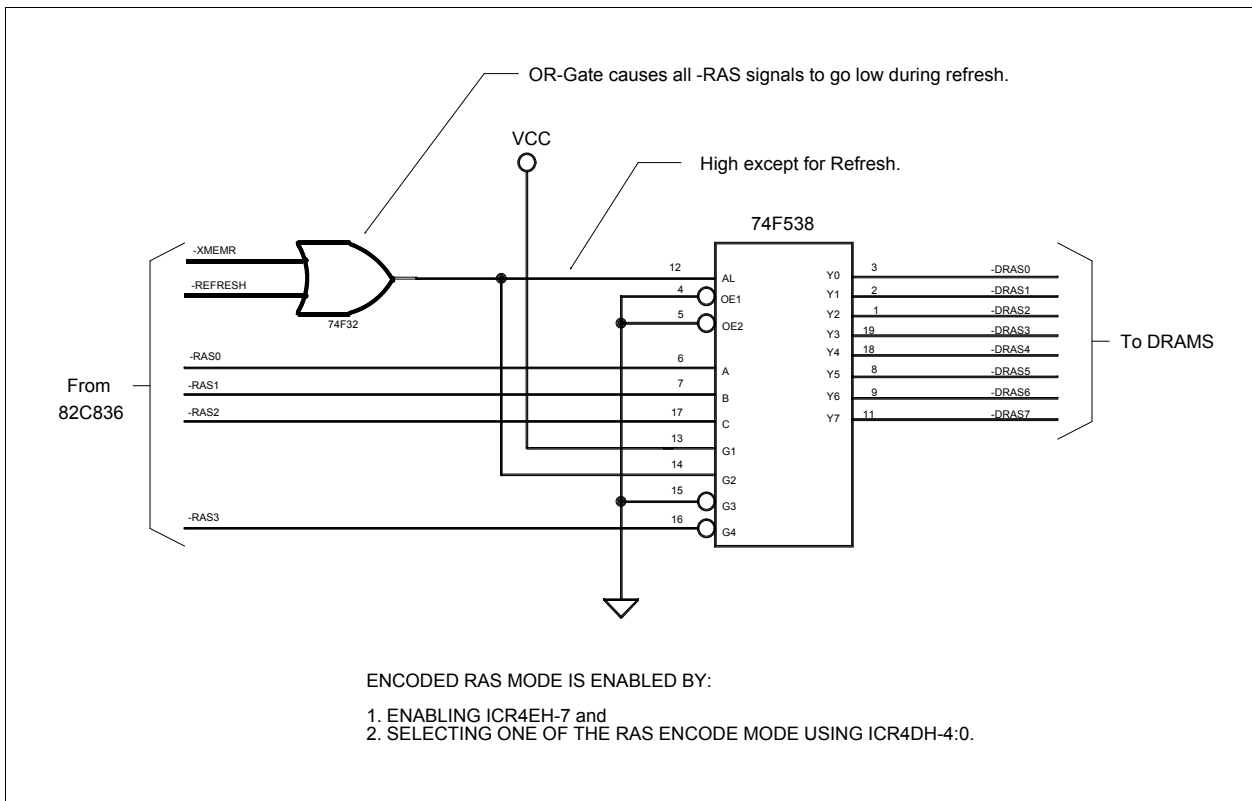 OR-Gate causes all -RAS signals to go low during refresh.
VCC
High except for Refresh.
74F538
-XMEMR
-REFRESH
74F32
-RAS0
-RAS1
-RAS2
-RAS3
From
82C836
12
4
5
6
7
17
13
14
15
16
AL
OE1
OE2
A
B
C
G1
G2
G3
G4
Y0
Y1
Y2
Y3
Y4
Y5
Y6
Y7
3
2
1
19
18
8
9
11
-DRAS0
-DRAS1
-DRAS2
-DRAS3
-DRAS4
-DRAS5
-DRAS6
-DRAS7
To DRAMS
ENCODED RAS MODE IS ENABLED BY:
1. ENABLING ICR4EH-7 and
2. SELECTING ONE OF THE RAS ENCODE MODE USING ICR4DH-4:0.